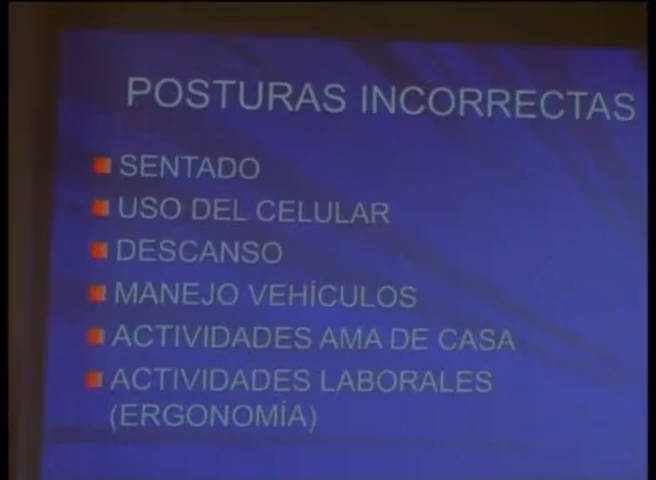 POSTURAS INCORRECTAS
SENTADO
USO DEL CELULAR
DESCANSO
MANEJO VEHÍCULOS
ACTIVIDADES AMA DE CASA
ACTIVIDADES LABORALES
(ERGONOMÍA)